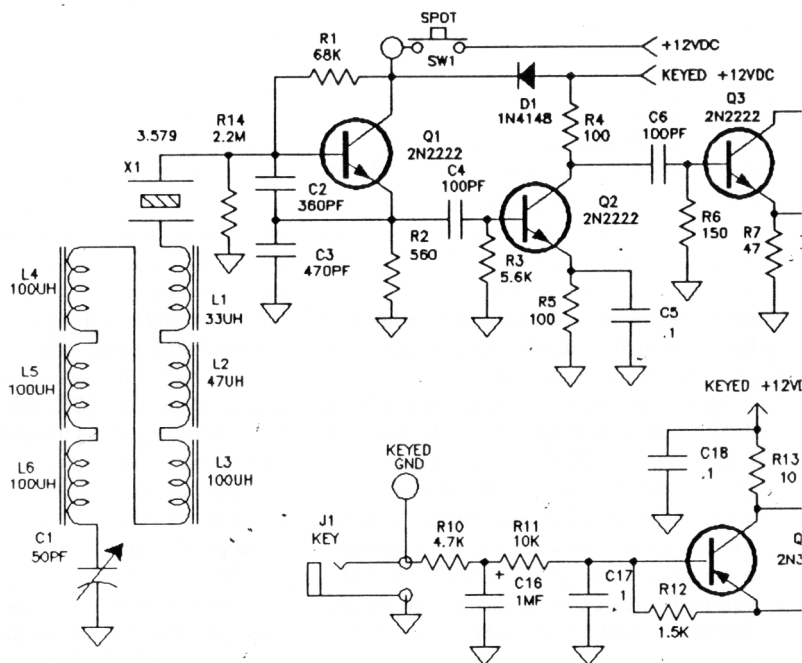 SPOT
SW1
+12VDC
R1
68K
KEYED +12VDC
D1
1N4148
R4
100
C6
100PF
Q3
2N2222
3.579
X1
R14
2.2M
Q1
2N2222
C4
100PF
C2
360PF
Q2
2N2222
R6
150
R7
47
C3
470PF
R2
560
R3
5.6K
R5
100
C5
.1
L4
100UH
L1
33UH
L5
100UH
L2
47UH
L6
100UH
L3
100UH
C1
50PF
KEYED +12VD
KEYED
GND
C18
.1
R13
10
J1
KEY
R10
4.7K
R11
10K
+
C16
1MF
C17
.1
R12
1.5K
Q
2N3